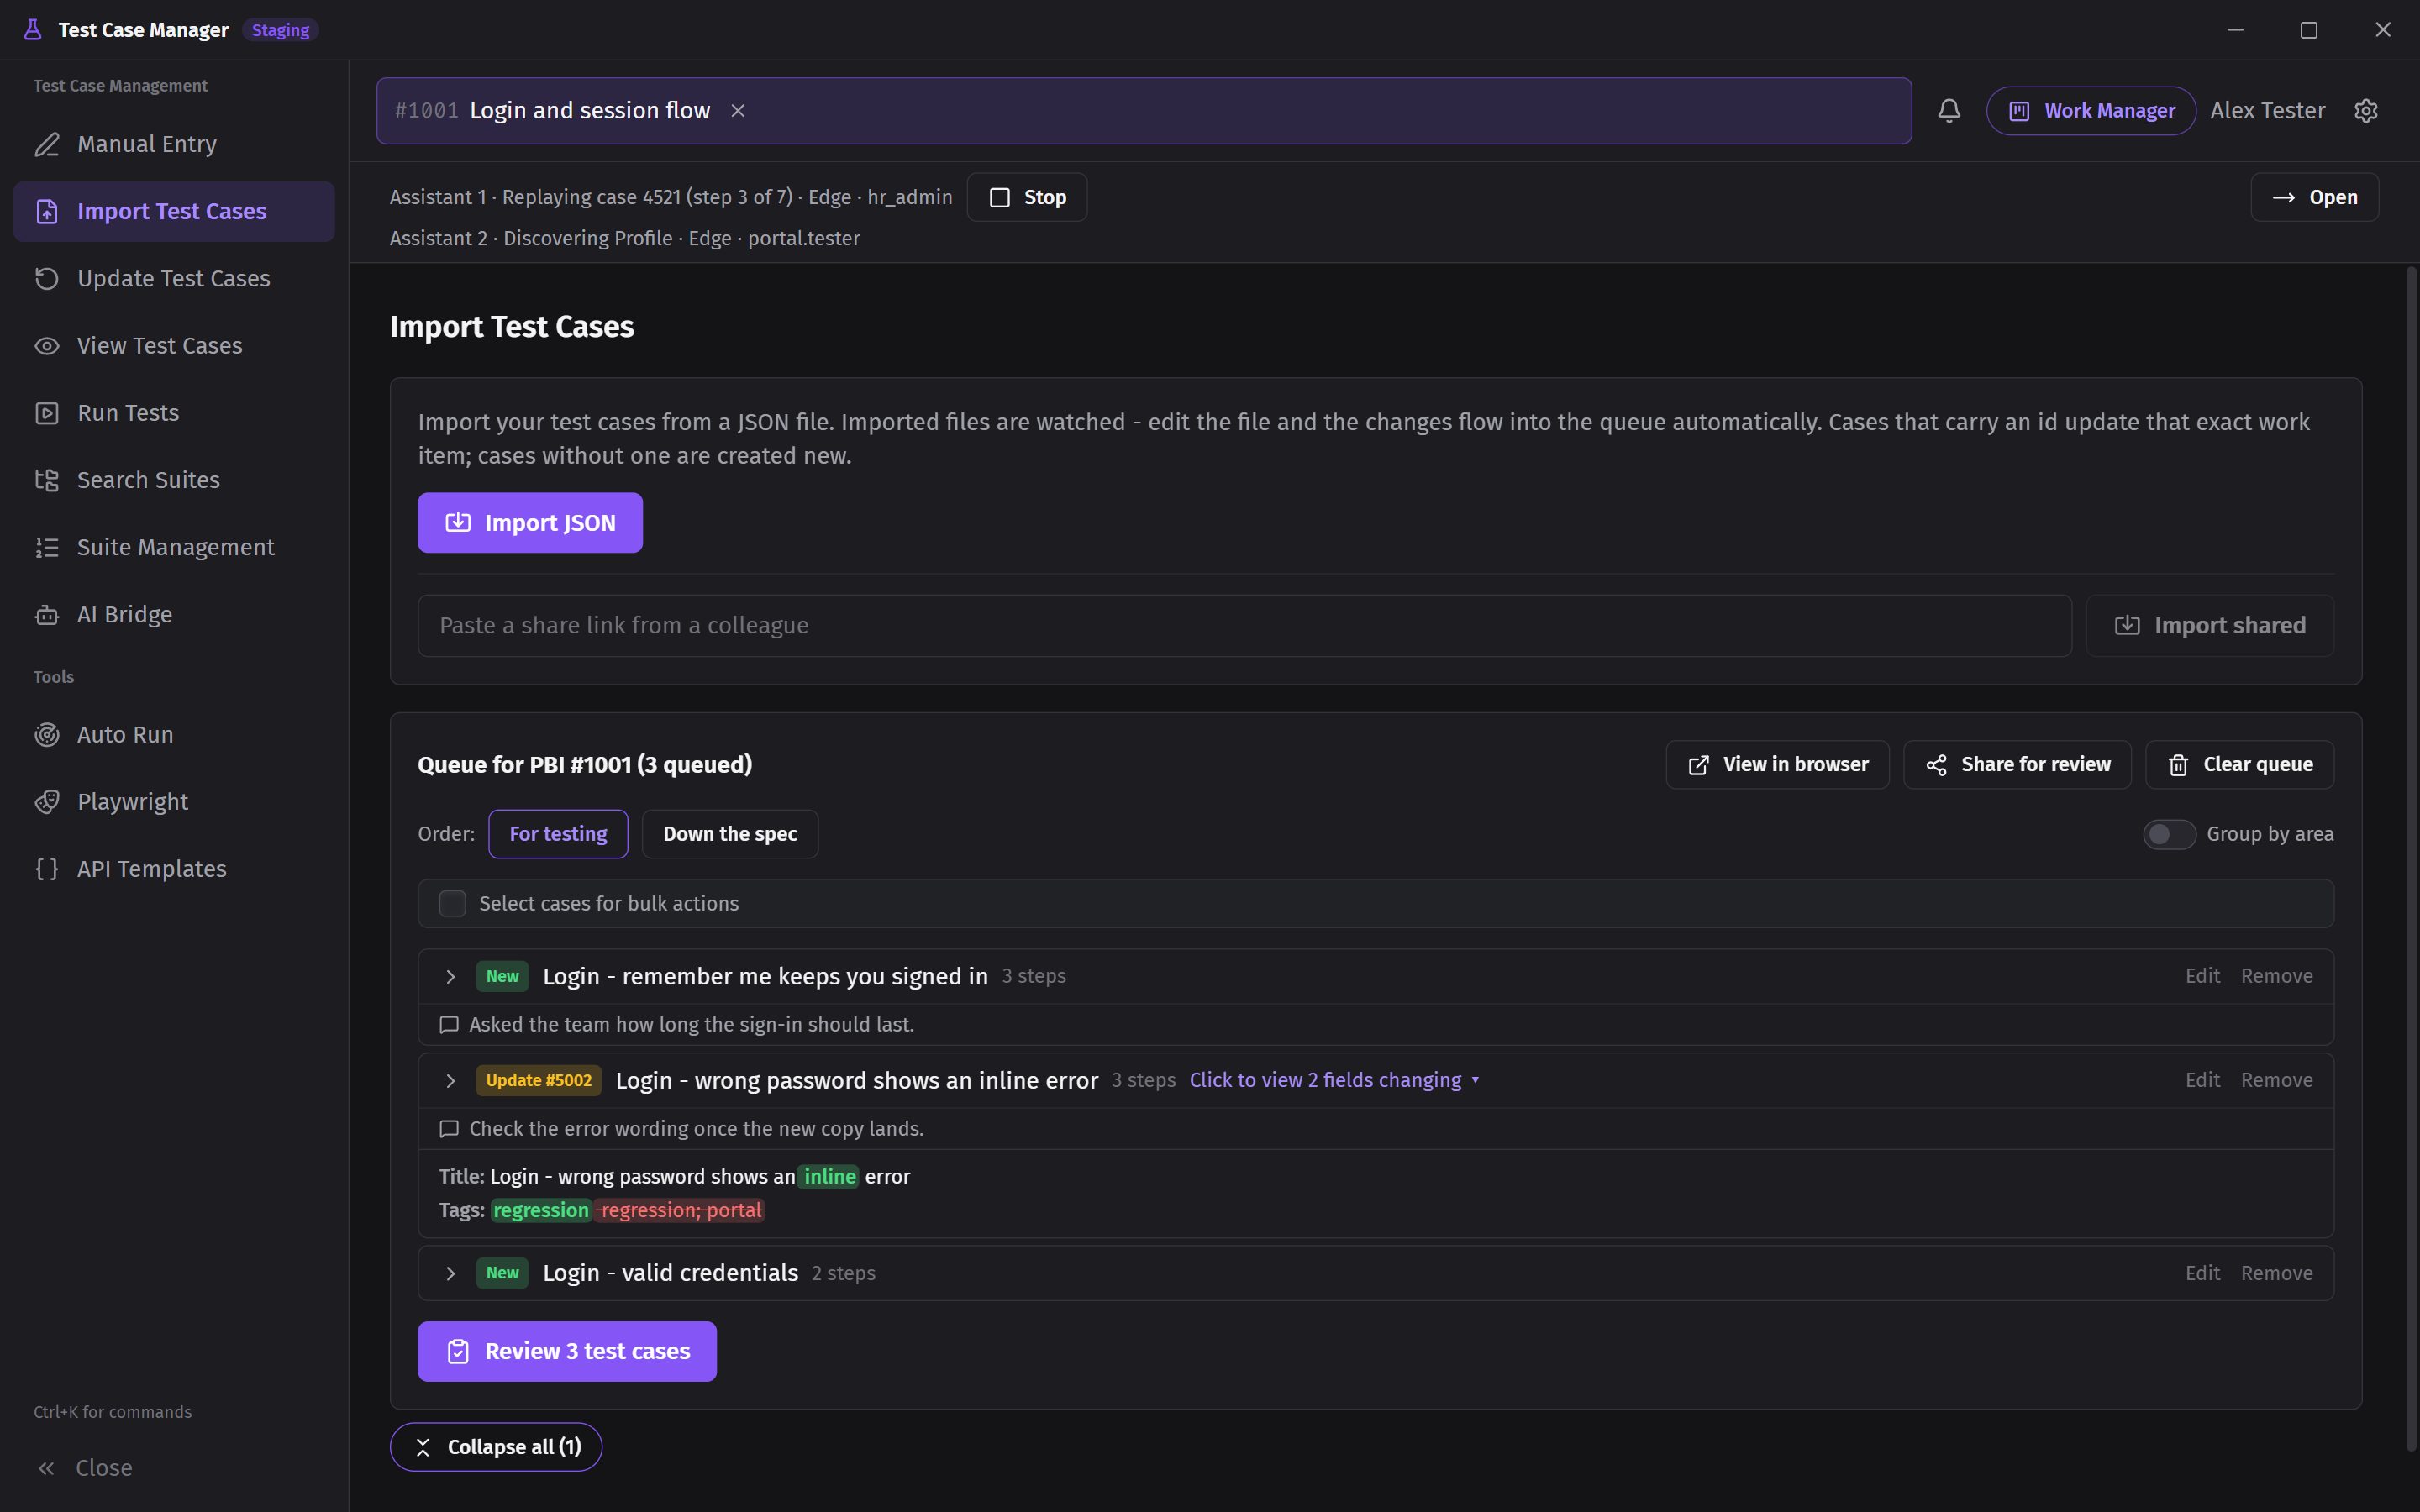 Test Case Manager Staging
Test Case Management
Manual Entry
Import Test Cases
Update Test Cases
View Test Cases
Run Tests
Search Suites
Suite Management
AI Bridge
Tools
Auto Run
Playwright
API Templates
Ctrl+K for commands
Close
#1001 Login and session flow
Work Manager
Alex Tester
Assistant 1 · Replaying case 4521 (step 3 of 7) · Edge · hr_admin Stop
Open
Assistant 2 · Discovering Profile · Edge · portal.tester
Import Test Cases
Import your test cases from a JSON file. Imported files are watched - edit the file and the changes flow into the queue automatically. Cases that carry an id update that exact work
item; cases without one are created new.
Import JSON
Paste a share link from a colleague
Import shared
Queue for PBI #1001 (3 queued)
View in browser
Share for review
Clear queue
Order: For testing Down the spec
Group by area
Select cases for bulk actions
New Login - remember me keeps you signed in 3 steps Edit Remove
Asked the team how long the sign-in should last.
Update #5002 Login - wrong password shows an inline error 3 steps Click to view 2 fields changing ▾ Edit Remove
Check the error wording once the new copy lands.
Title: Login - wrong password shows an inline error
Tags: regression regression; portal
New Login - valid credentials 2 steps Edit Remove
Review 3 test cases
Collapse all (1)